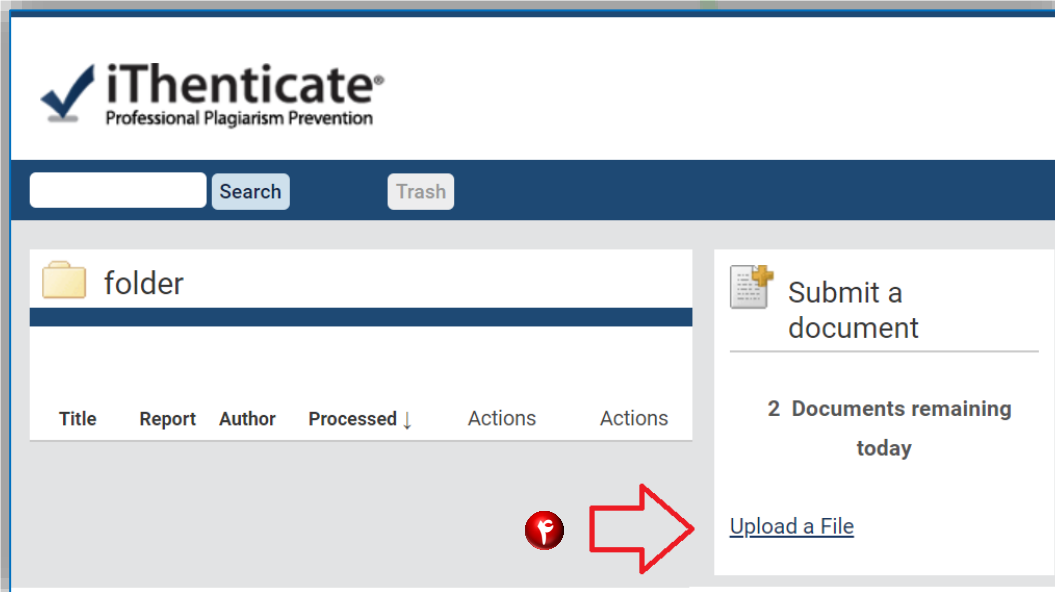 iThenticate®
Professional Plagiarism Prevention
Search
Trash
folder
Submit a
document
Title Report Author Processed ↓ Actions Actions
2 Documents remaining
today
۴
Upload a File